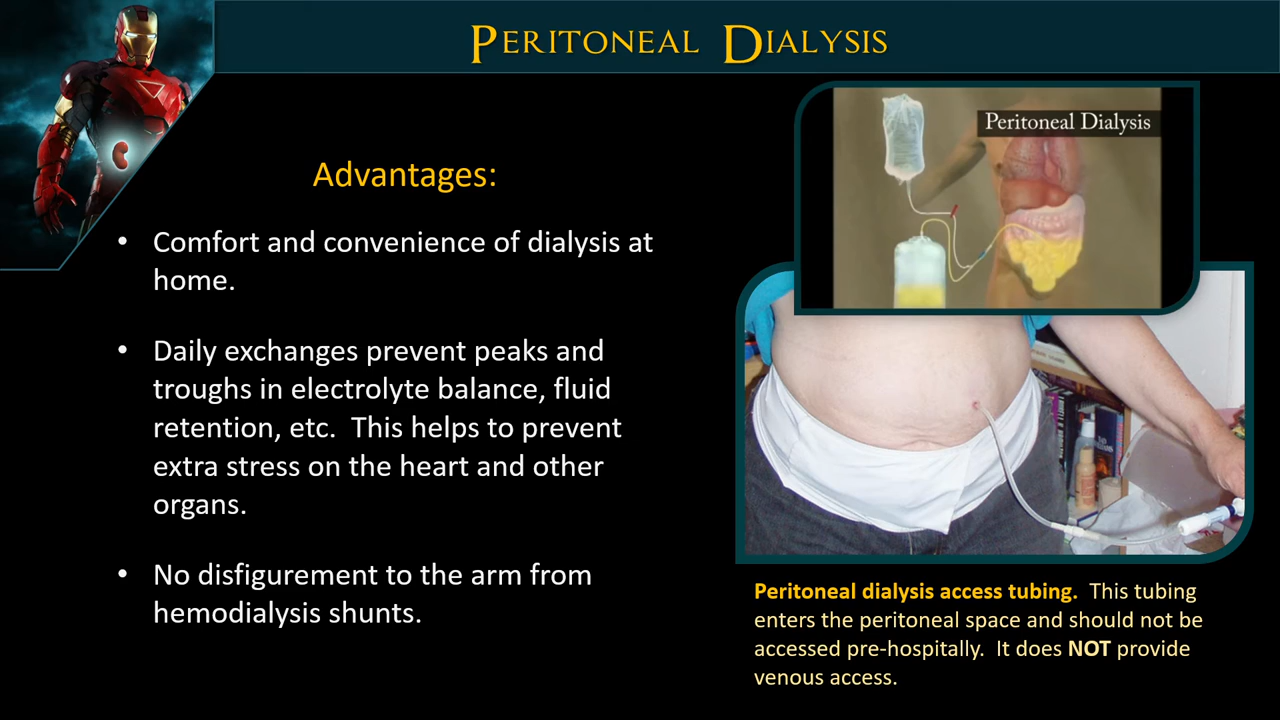 PERITONEAL DIALYSIS
Peritoneal Dialysis
Advantages:
• Comfort and convenience of dialysis at
home.
• Daily exchanges prevent peaks and
troughs in electrolyte balance, fluid
retention, etc.  This helps to prevent
extra stress on the heart and other
organs.
• No disfigurement to the arm from
hemodialysis shunts.
Peritoneal dialysis access tubing.  This tubing
enters the peritoneal space and should not be
accessed pre-hospitally.  It does NOT provide
venous access.